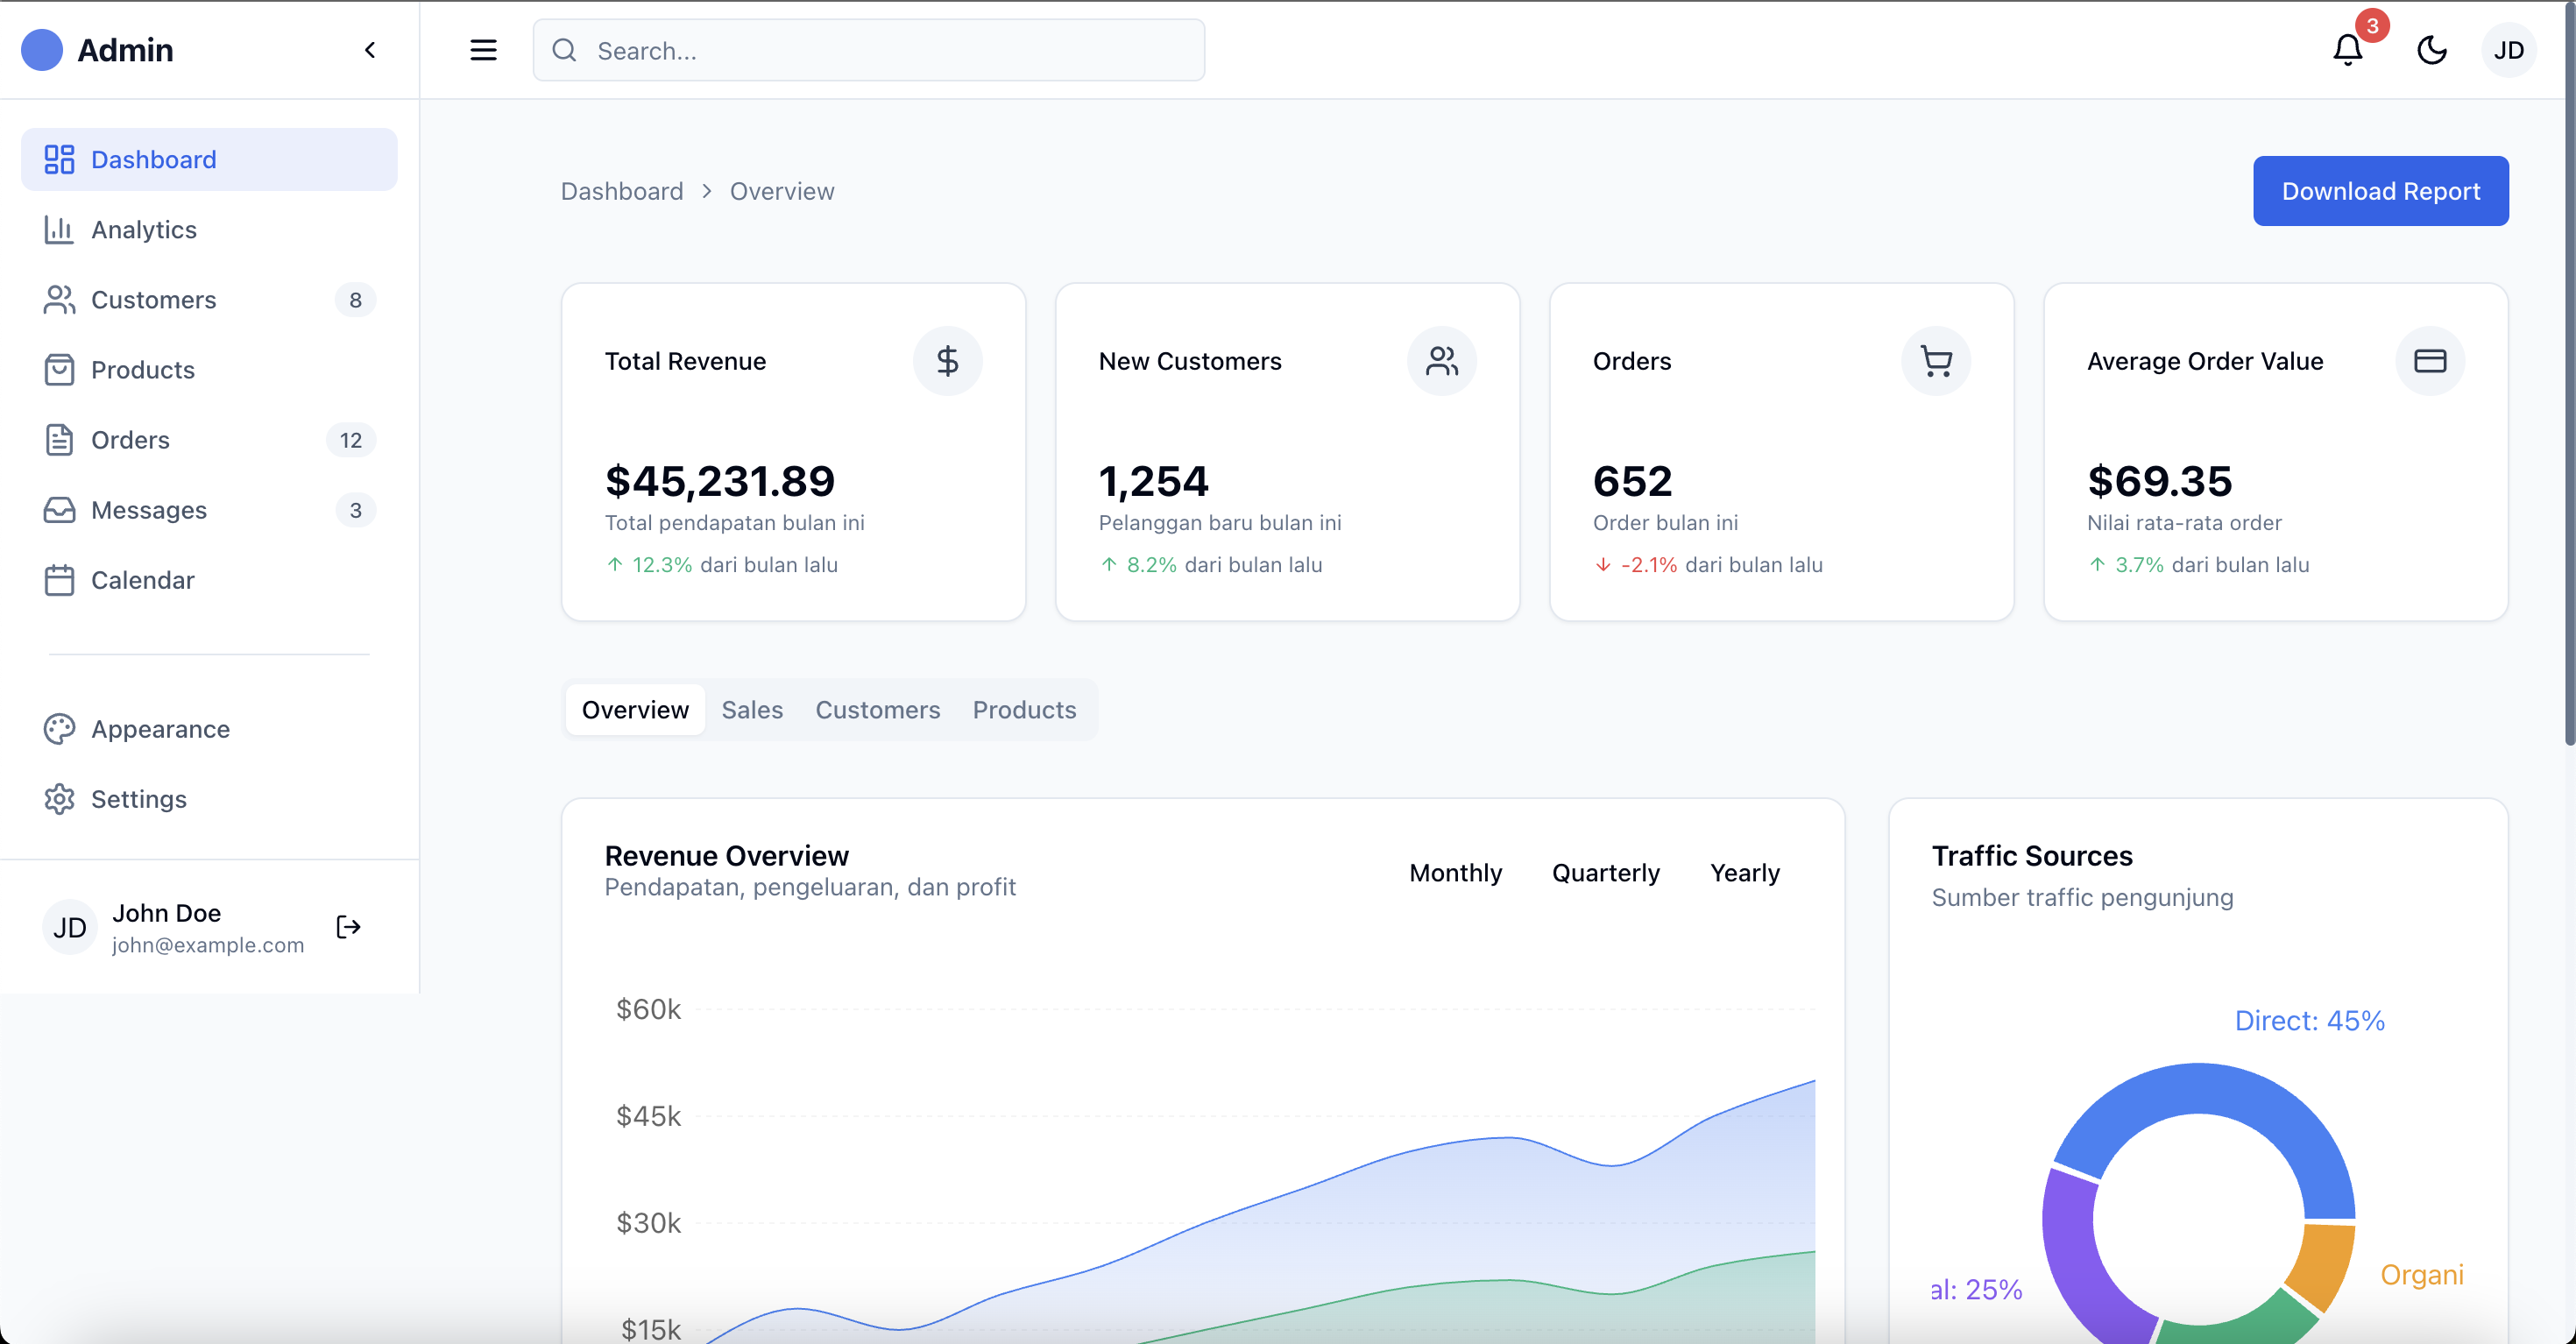 Admin
Search...
3
JD
Dashboard
Analytics
Customers 8
Products
Orders 12
Messages 3
Calendar
Appearance
Settings
JD
John Doe
john@example.com
Dashboard > Overview
Download Report
Total Revenue
$45,231.89
Total pendapatan bulan ini
↑ 12.3% dari bulan lalu
New Customers
1,254
Pelanggan baru bulan ini
↑ 8.2% dari bulan lalu
Orders
652
Order bulan ini
↓ -2.1% dari bulan lalu
Average Order Value
$69.35
Nilai rata-rata order
↑ 3.7% dari bulan lalu
Overview Sales Customers Products
Revenue Overview
Pendapatan, pengeluaran, dan profit
Monthly Quarterly Yearly
$60k
$45k
$30k
$15k
Traffic Sources
Sumber traffic pengunjung
Direct: 45%
Organi
al: 25%